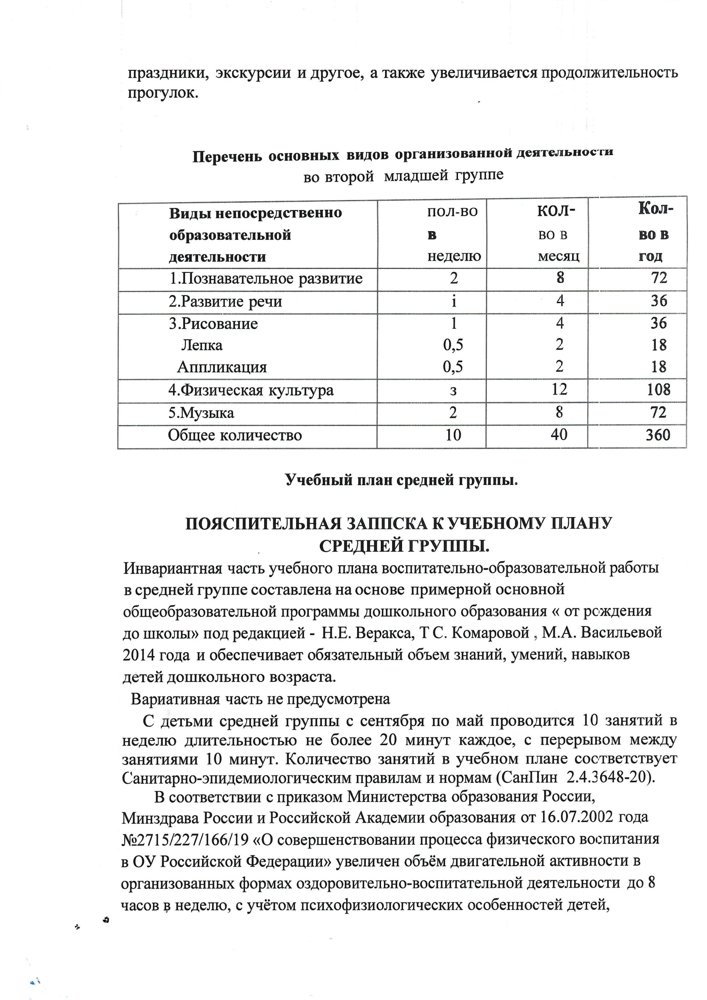 праздники, экскурсии и другое, а также увеличивается продолжительность
прогулок.
Перечень основных видов организованной деятельности
во второй младшей группе
Виды непосредственно образовательной деятельности пол-во в неделю кол-во в месяц Кол-во в год
1.Познавательное развитие 2 8 72
2.Развитие речи і 4 36
3.Рисование 1 4 36
Лепка 0,5 2 18
Аппликация 0,5 2 18
4.Физическая культура з 12 108
5.Музыка 2 8 72
Общее количество 10 40 360
Учебный план средней группы.
ПОЯСПИТЕЛЬНАЯ ЗАППСКА К УЧЕБНОМУ ПЛАНУ
СРЕДНЕЙ ГРУППЫ.
Инвариантная часть учебного плана воспитательно-образовательной работы
в средней группе составлена на основе примерной основной
общеобразовательной программы дошкольного образования « от рождения
до школы» под редакцией - Н.Е. Веракса, Т С. Комаровой , М.А. Васильевой
2014 года и обеспечивает обязательный объем знаний, умений, навыков
детей дошкольного возраста.
Вариативная часть не предусмотрена
С детьми средней группы с сентября по май проводится 10 занятий в
неделю длительностью не более 20 минут каждое, с перерывом между
занятиями 10 минут. Количество занятий в учебном плане соответствует
Санитарно-эпидемиологическим правилам и нормам (СанПин 2.4.3648-20).
В соответствии с приказом Министерства образования России,
Минздрава России и Российской Академии образования от 16.07.2002 года
№2715/227/166/19 «О совершенствовании процесса физического воспитания
в ОУ Российской Федерации» увеличен объём двигательной активности в
организованных формах оздоровительно-воспитательной деятельности до 8
часов в неделю, с учётом психофизиологических особенностей детей,